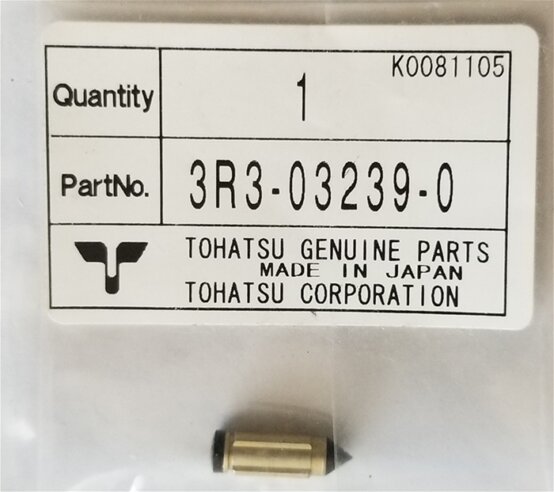 K0081105
Quantity 1
PartNo. 3R3-03239-0
TOHATSU GENUINE PARTS
MADE IN JAPAN
TOHATSU CORPORATION